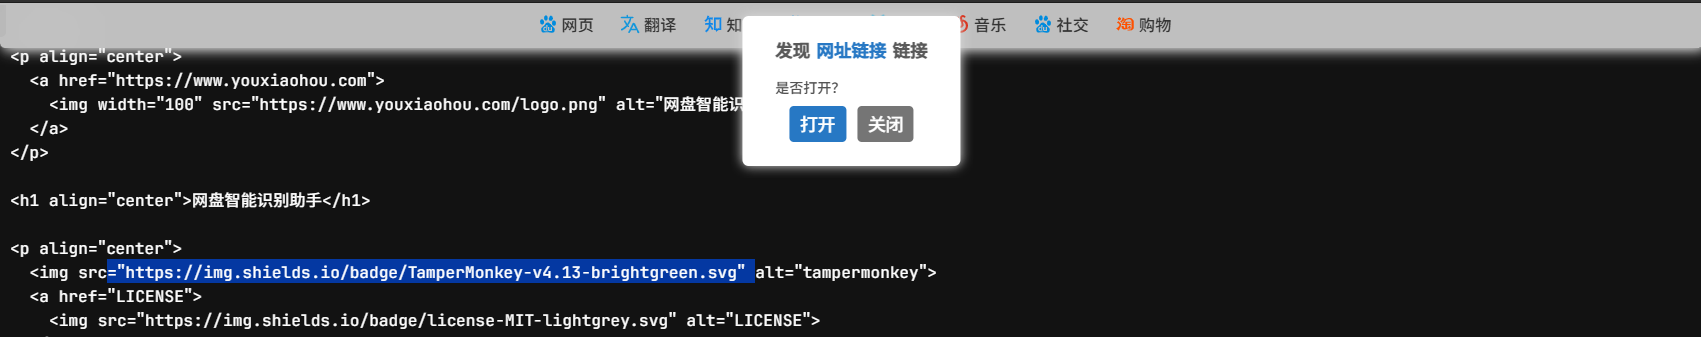 网页 翻译 知 音乐 社交 购物
发现 网址链接 链接
是否打开?
打开 关闭
<p align="center">
<a href="https://www.youxiaohou.com">
<img width="100" src="https://www.youxiaohou.com/logo.png" alt="网盘智能识
</a>
</p>
<h1 align="center">网盘智能识别助手</h1>
<p align="center">
<img src="https://img.shields.io/badge/TamperMonkey-v4.13-brightgreen.svg" alt="tampermonkey">
<a href="LICENSE">
<img src="https://img.shields.io/badge/license-MIT-lightgrey.svg" alt="LICENSE">